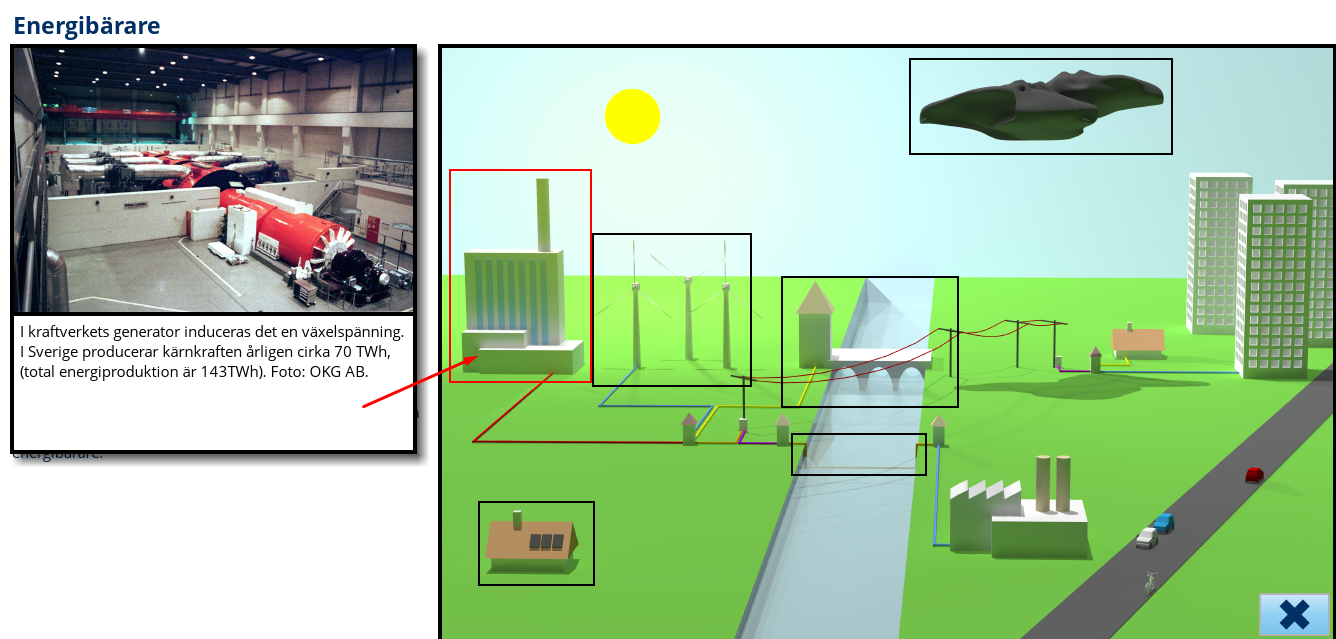 Energibärare
I kraftverkets generator induceras det en växelspänning.
I Sverige producerar kärnkraften årligen cirka 70 TWh,
(total energiproduktion är 143TWh). Foto: OKG AB.
energibärare.